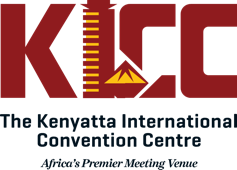 KICC
The Kenyatta International
Convention Centre
Africa's Premier Meeting Venue